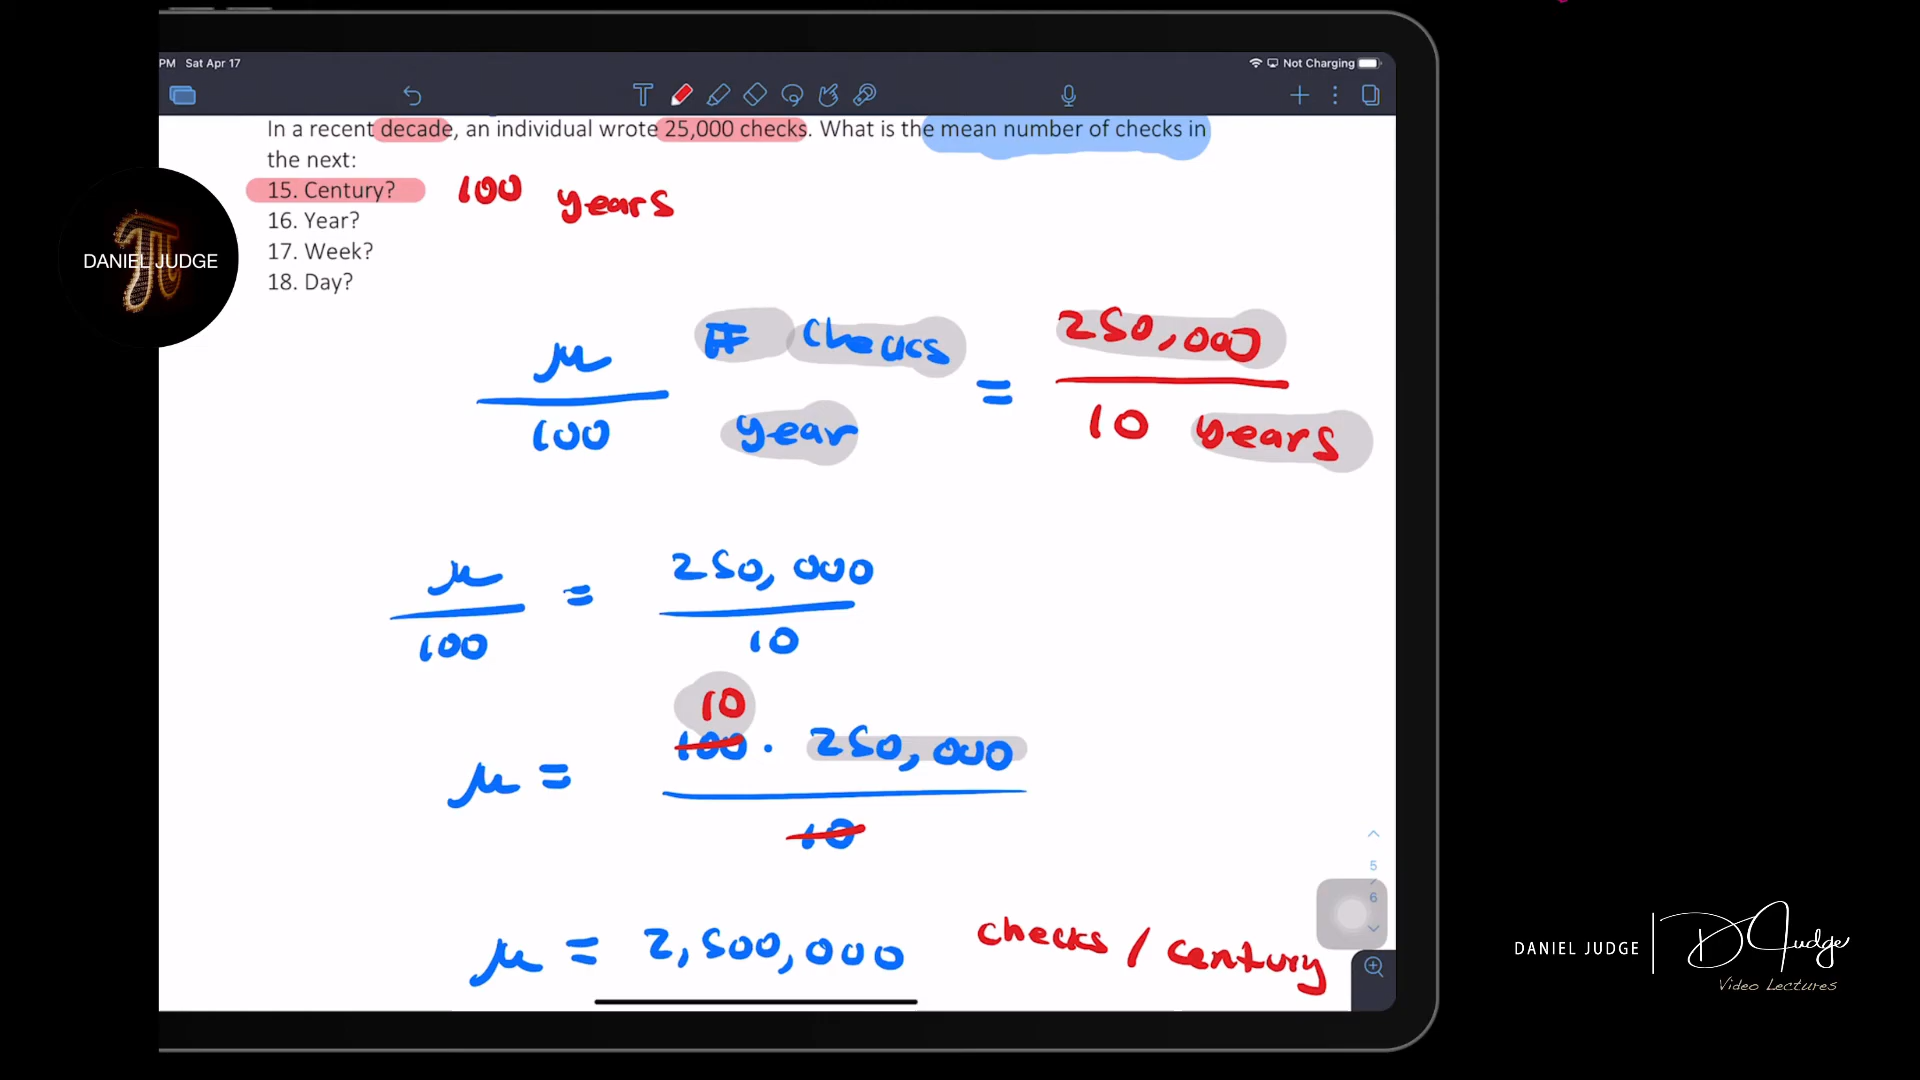 PM Sat Apr 17
Not Charging
In a recent decade, an individual wrote 25,000 checks. What is the mean number of checks in
the next:
15. Century? 100 years
16. Year?
17. Week?
18. Day?
DANIEL JUDGE
μ # checks = 250,000
100 year 10 years
μ = 250,000
100 10
10
μ = 100 · 250,000
10
μ = 2,500,000 checks / century
5
6
DANIEL JUDGE
DJudge
Video Lectures